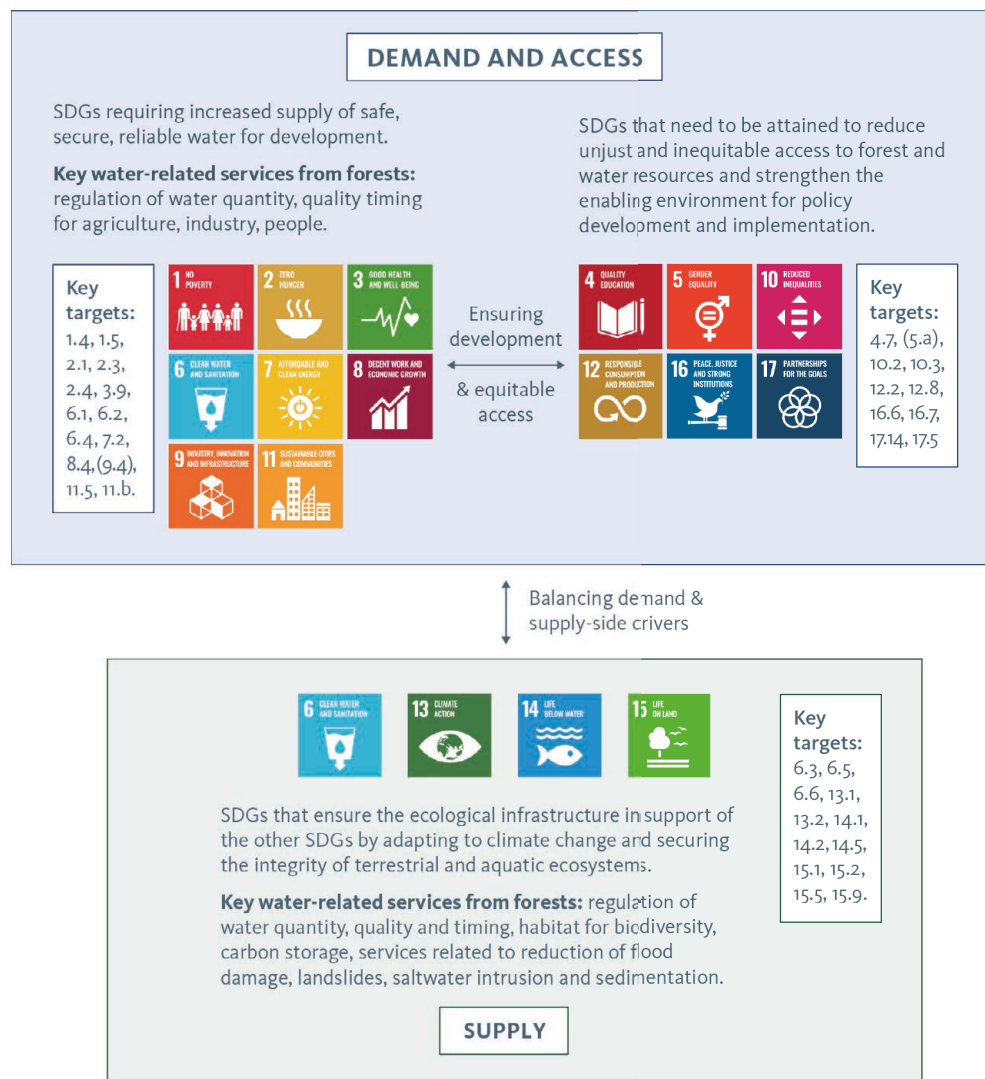 DEMAND AND ACCESS
SDGs requiring increased supply of safe,
secure, reliable water for development.
Key water-related services from forests:
regulation of water quantity, quality timing
for agriculture, industry, people.
SDGs that need to be attained to reduce
unjust and inequitable access to forest and
water resources and strengthen the
enabling environment for policy
development and implementation.
Key
targets:
1.4, 1.5,
2.1, 2.3,
2.4, 3.9,
6.1, 6.2,
6.4, 7.2,
8.4,(9.4),
11.5, 11.b.
1 NO
POVERTY
2 ZERO
HUNGER
3 GOOD HEALTH
AND WELL-BEING
6 CLEAN WATER
AND SANITATION
7 AFFORDABLE AND
CLEAN ENERGY
8 DECENT WORK AND
ECONOMIC GROWTH
9 INDUSTRY, INNOVATION
AND INFRASTRUCTURE
11 SUSTAINABLE CITIES
AND COMMUNITIES
Ensuring
development
& equitable
access
4 QUALITY
EDUCATION
5 GENDER
EQUALITY
10 REDUCED
INEQUALITIES
12 RESPONSIBLE
CONSUMPTION
AND PRODUCTION
16 PEACE, JUSTICE
AND STRONG
INSTITUTIONS
17 PARTNERSHIPS
FOR THE GOALS
Key
targets:
4.7, (5.a),
10.2, 10.3,
12.2, 12.8,
16.6, 16.7,
17.14, 17.5
Balancing demand &
supply-side crivers
6 CLEAN WATER
AND SANITATION
13 CLIMATE
ACTION
14 LIFE
BELOW WATER
15 LIFE
ON LAND
Key
targets:
6.3, 6.5,
6.6, 13.1,
13.2, 14.1,
14.2, 14.5,
15.1, 15.2,
15.5, 15.9.
SDGs that ensure the ecological infrastructure in support of
the other SDGs by adapting to climate change and securing
the integrity of terrestrial and aquatic ecosystems.
Key water-related services from forests: regulation of
water quantity, quality and timing, habitat for biodiversity,
carbon storage, services related to reduction of flood
damage, landslides, saltwater intrusion and sedimentation.
SUPPLY